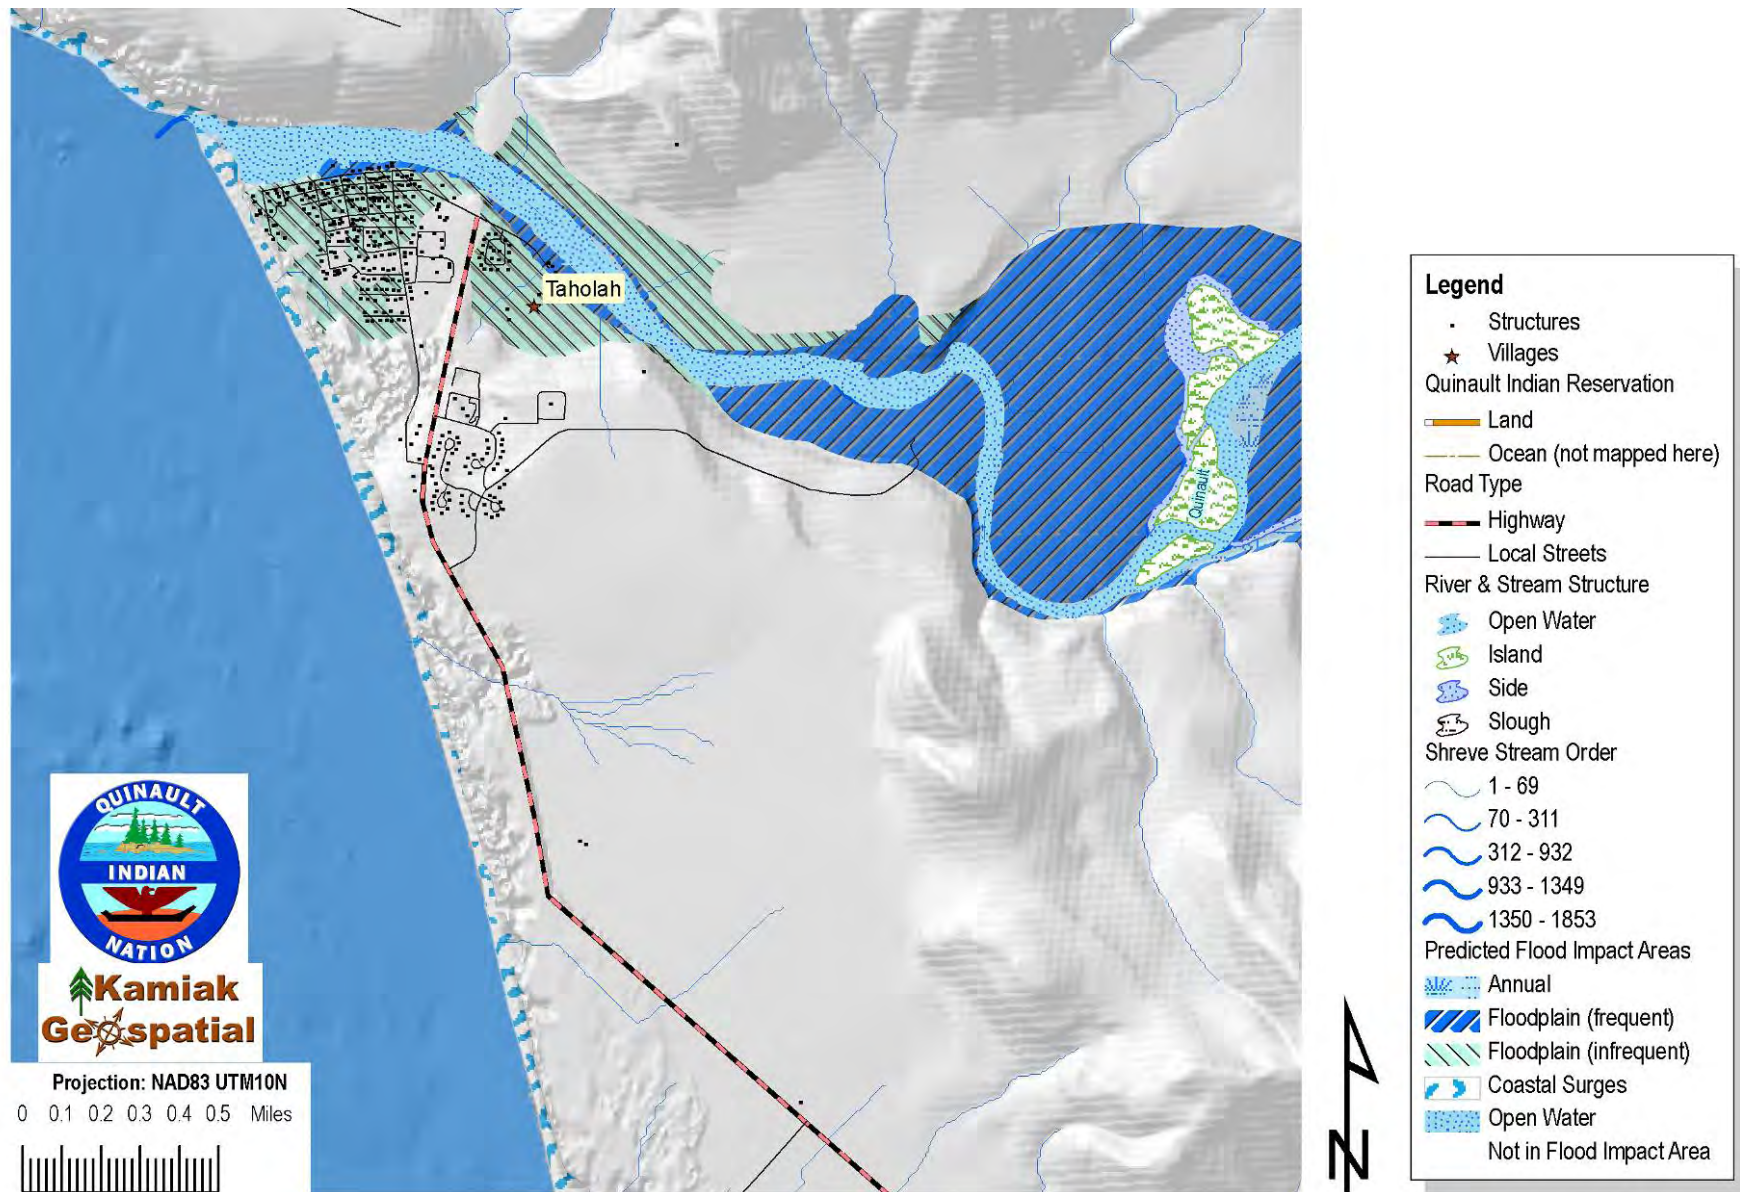 Taholah
Quinault
QUINAULT
INDIAN
NATION
Kamiak
Geospatial
Projection: NAD83 UTM10N
0 0.1 0.2 0.3 0.4 0.5 Miles
N
Legend
Structures
Villages
Quinault Indian Reservation
Land
Ocean (not mapped here)
Road Type
Highway
Local Streets
River & Stream Structure
Open Water
Island
Side
Slough
Shreve Stream Order
1 - 69
70 - 311
312 - 932
933 - 1349
1350 - 1853
Predicted Flood Impact Areas
Annual
Floodplain (frequent)
Floodplain (infrequent)
Coastal Surges
Open Water
Not in Flood Impact Area